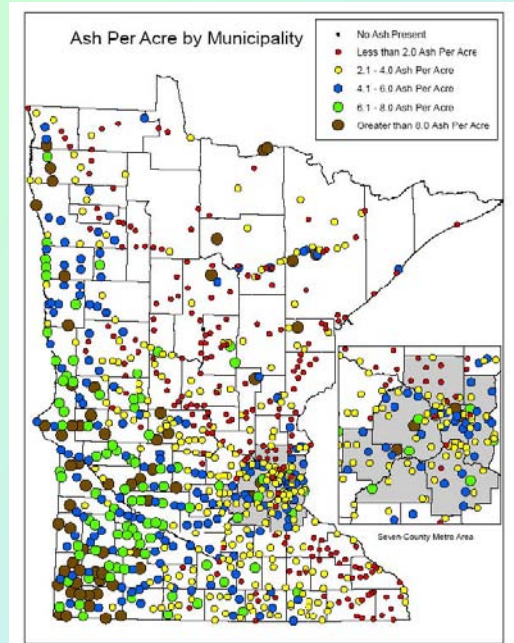 Ash Per Acre by Municipality
No Ash Present
Less than 2.0 Ash Per Acre
2.1 - 4.0 Ash Per Acre
4.1 - 6.0 Ash Per Acre
6.1 - 8.0 Ash Per Acre
Greater than 8.0 Ash Per Acre
Seven-County Metro Area